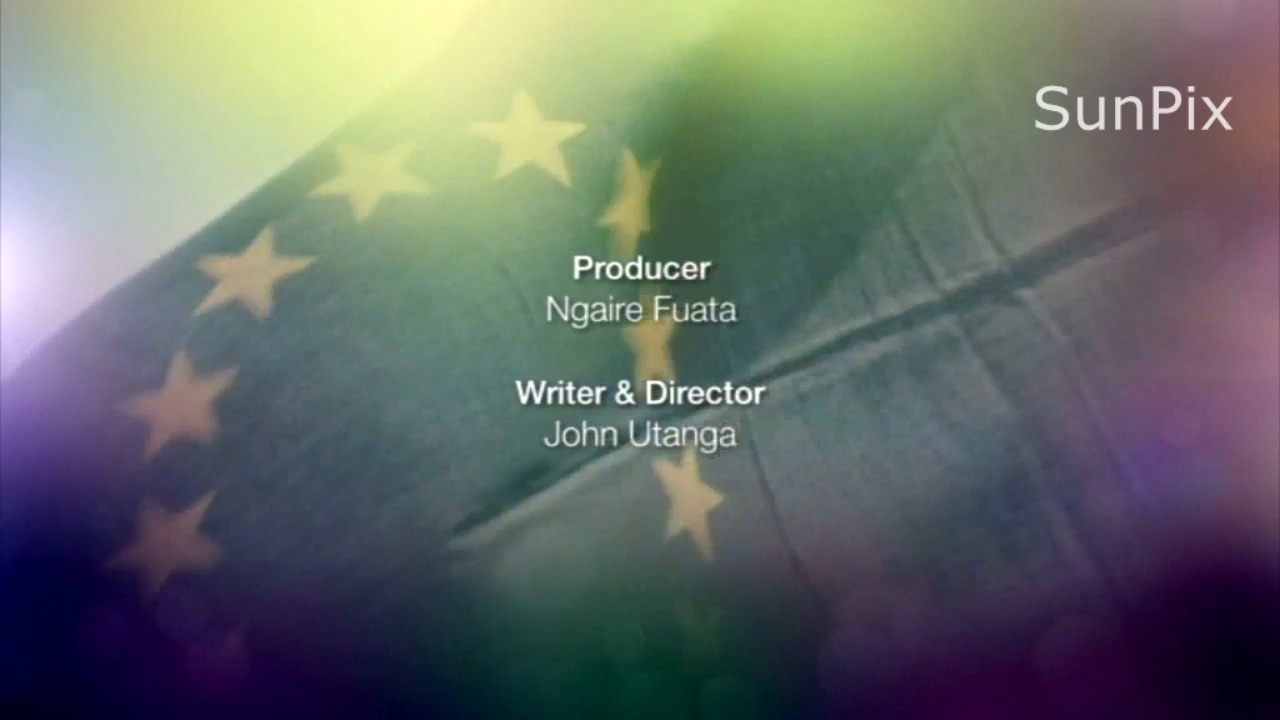 SunPix
Producer
Ngaire Fuata
Writer & Director
John Utanga